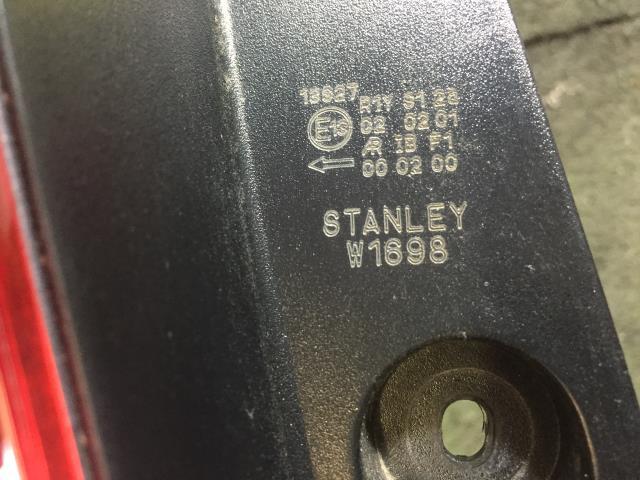 18927 R1Y S1 2a
E13 02 02 01
AR IB F1
← 00 02 00
STANLEY
W1698